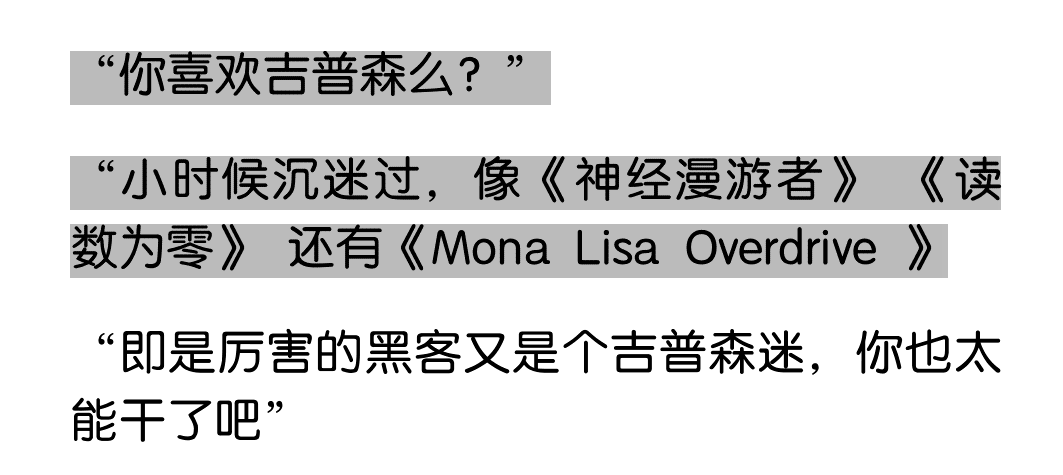 “你喜欢吉普森么？”
“小时候沉迷过，像《神经漫游者》 《读
数为零》 还有《Mona Lisa Overdrive 》
“即是厉害的黑客又是个吉普森迷，你也太
能干了吧”